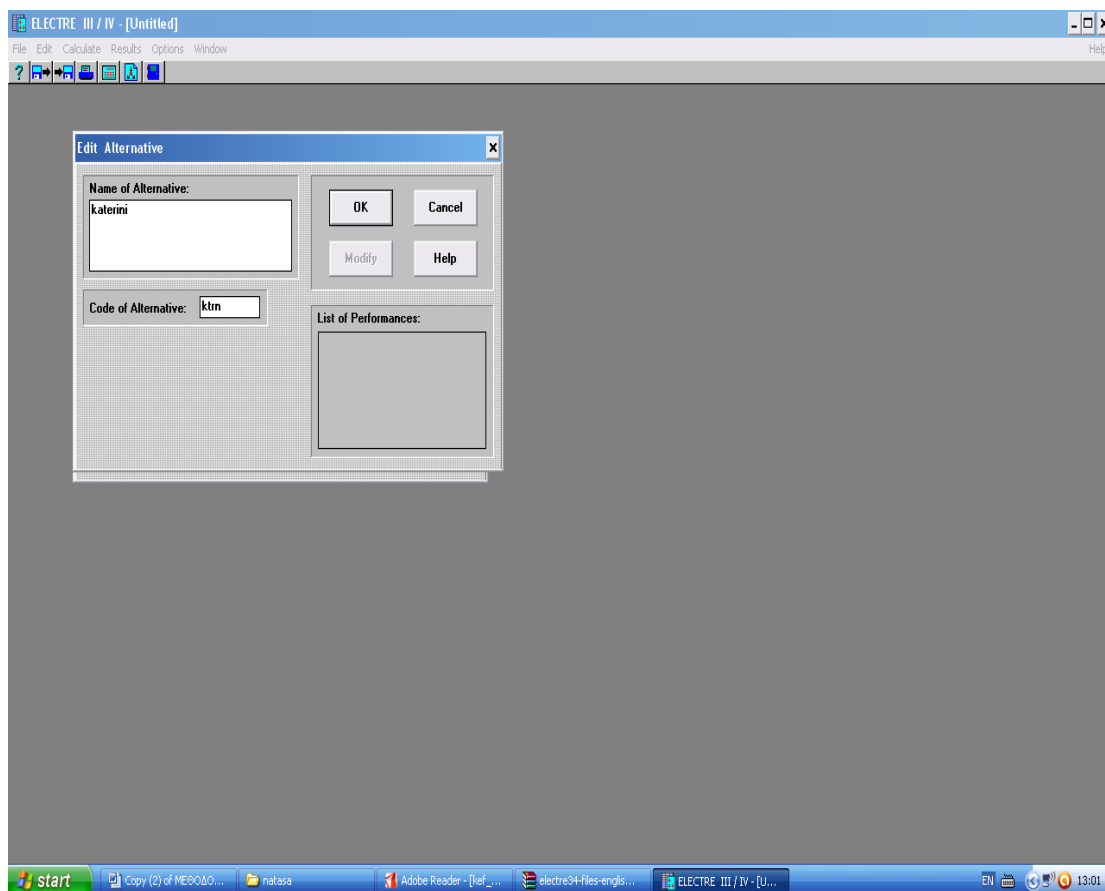 ELECTRE III / IV - [Untitled]
File Edit Calculate Results Options Window Help
?
Edit Alternative
Name of Alternative:
katerini
OK Cancel
Modify Help
Code of Alternative: ktrn
List of Performances:
start Copy (2) of ΜΕΘΟΔΟ... natasa Adobe Reader - [kef_... electre34-files-englis... ELECTRE III / IV - [U... EN 13:01